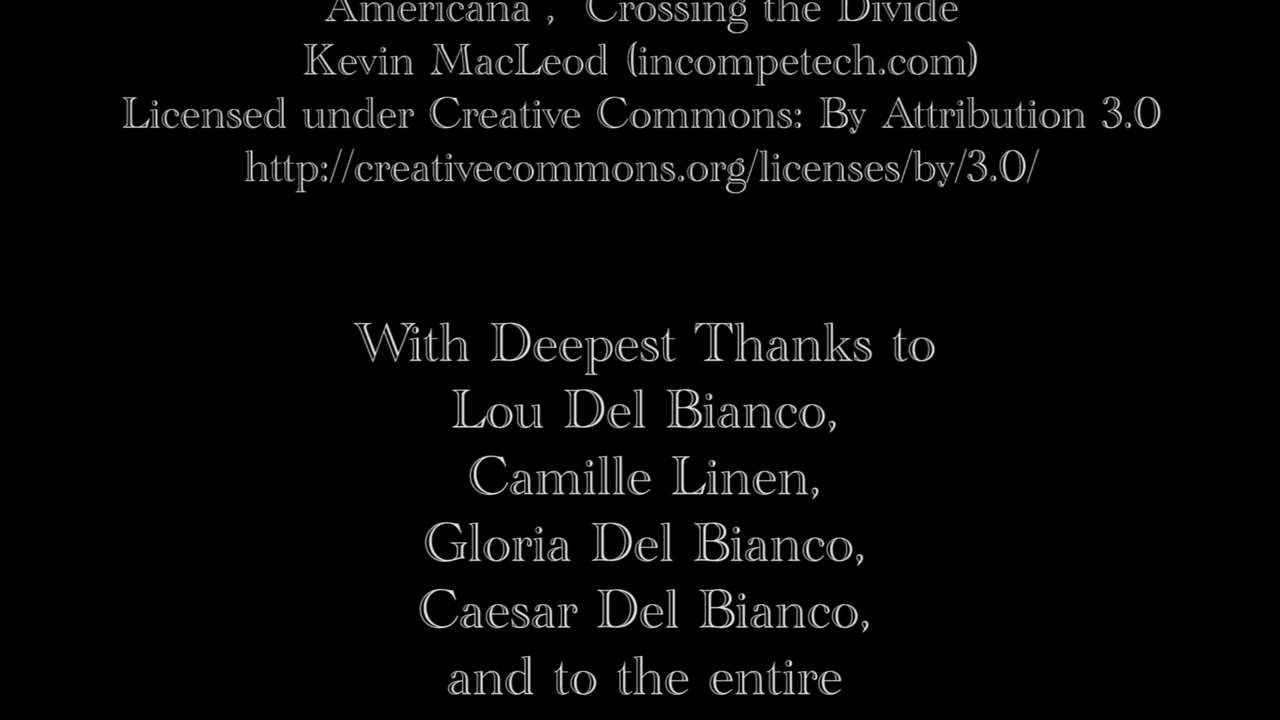 Americana , Crossing the Divide
Kevin MacLeod (incompetech.com)
Licensed under Creative Commons: By Attribution 3.0
http://creativecommons.org/licenses/by/3.0/
With Deepest Thanks to
Lou Del Bianco,
Camille Linen,
Gloria Del Bianco,
Caesar Del Bianco,
and to the entire